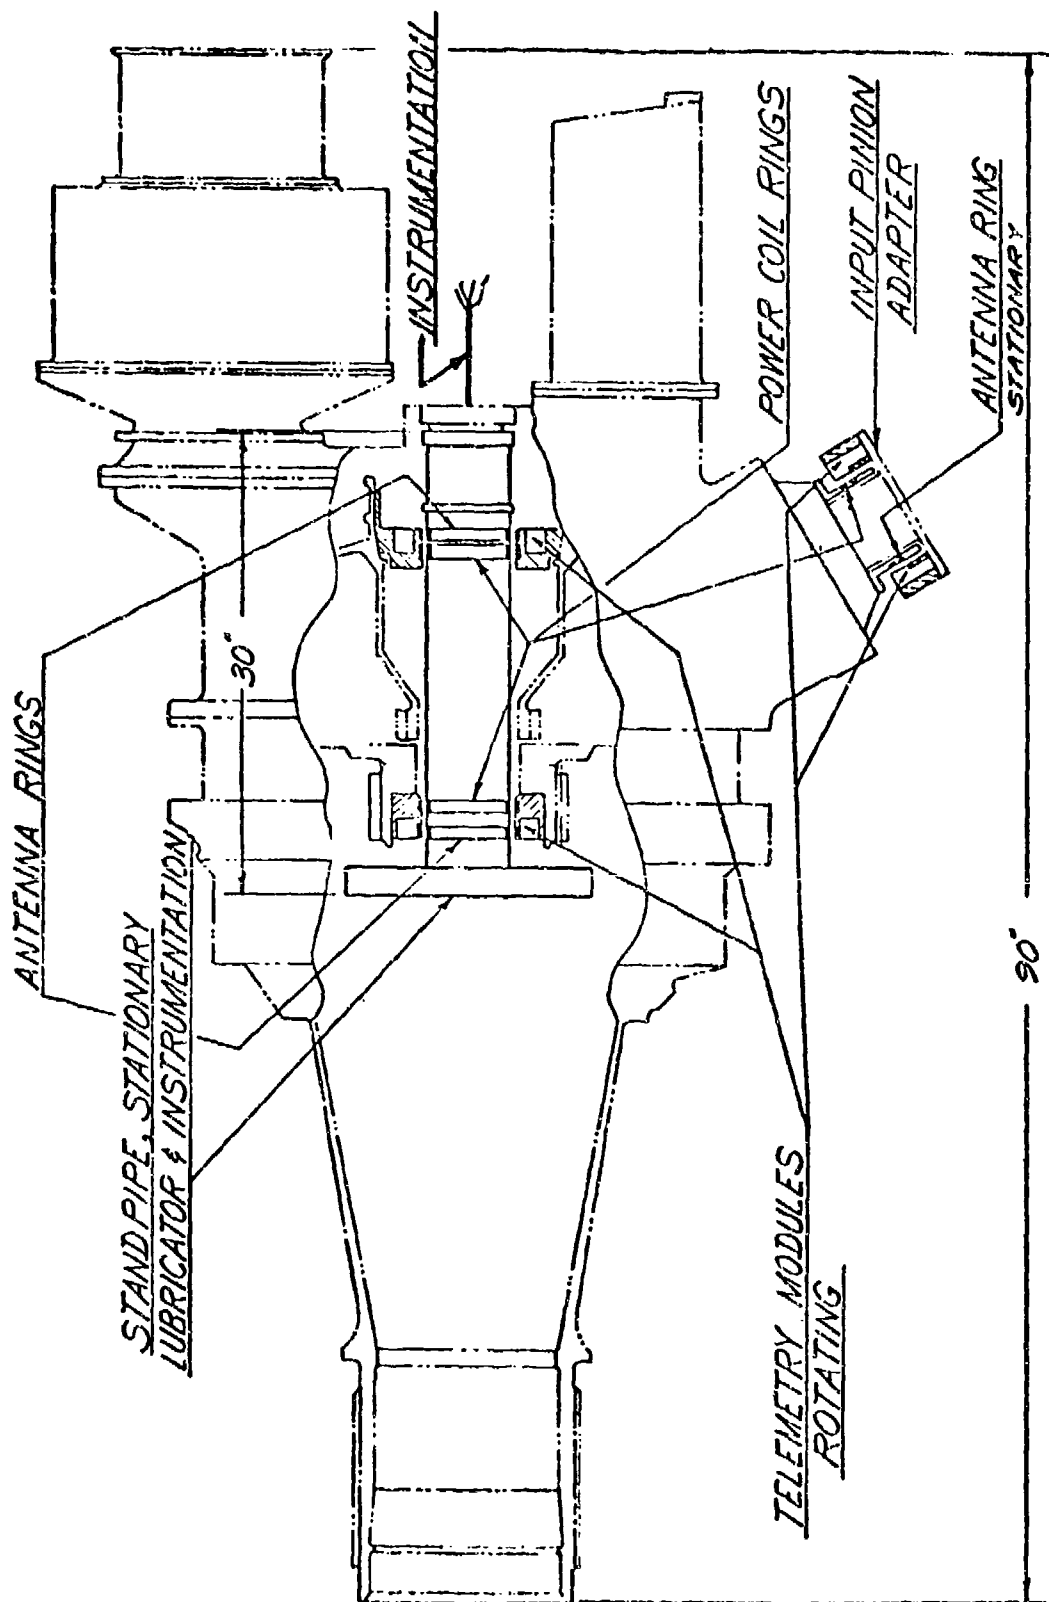 ANTENNA RINGS
STANDPIPE, STATIONARY
LUBRICATOR & INSTRUMENTATION
30"
INSTRUMENTATION
POWER COIL RINGS
INPUT PINION
ADAPTER
ANTENNA RING
STATIONARY
TELEMETRY MODULES
ROTATING
90"